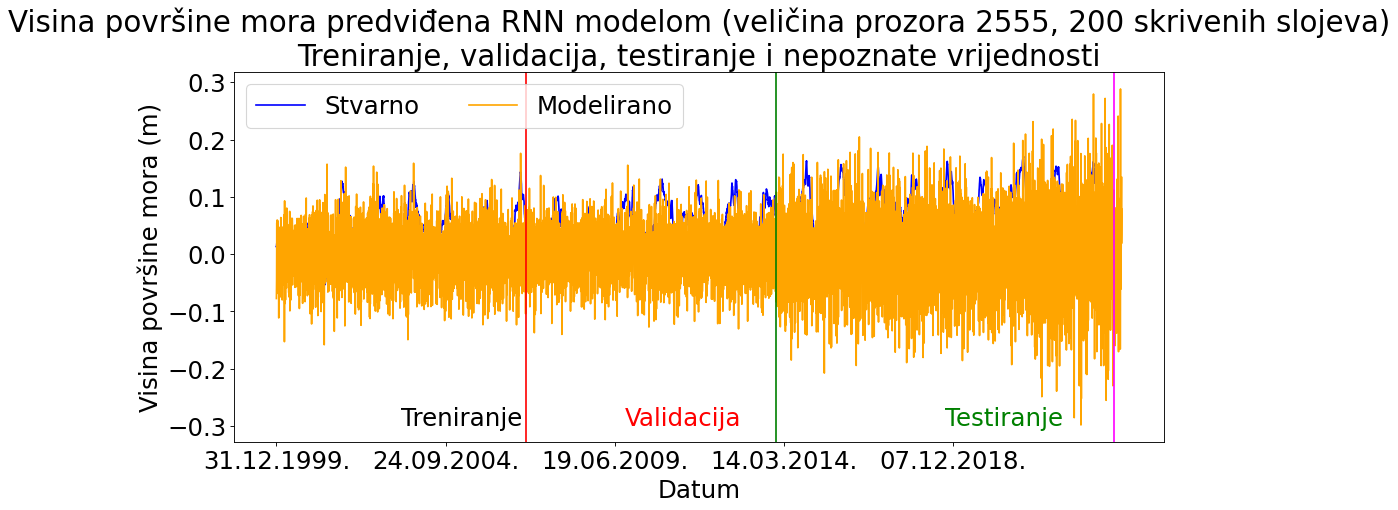 Visina površine mora predviđena RNN modelom (veličina prozora 2555, 200 skrivenih slojeva)
Treniranje, validacija, testiranje i nepoznate vrijednosti
Stvarno
Modelirano
Visina površine mora (m)
0.3
0.2
0.1
0.0
−0.1
−0.2
−0.3
Treniranje
Validacija
Testiranje
31.12.1999.
24.09.2004.
19.06.2009.
14.03.2014.
07.12.2018.
Datum